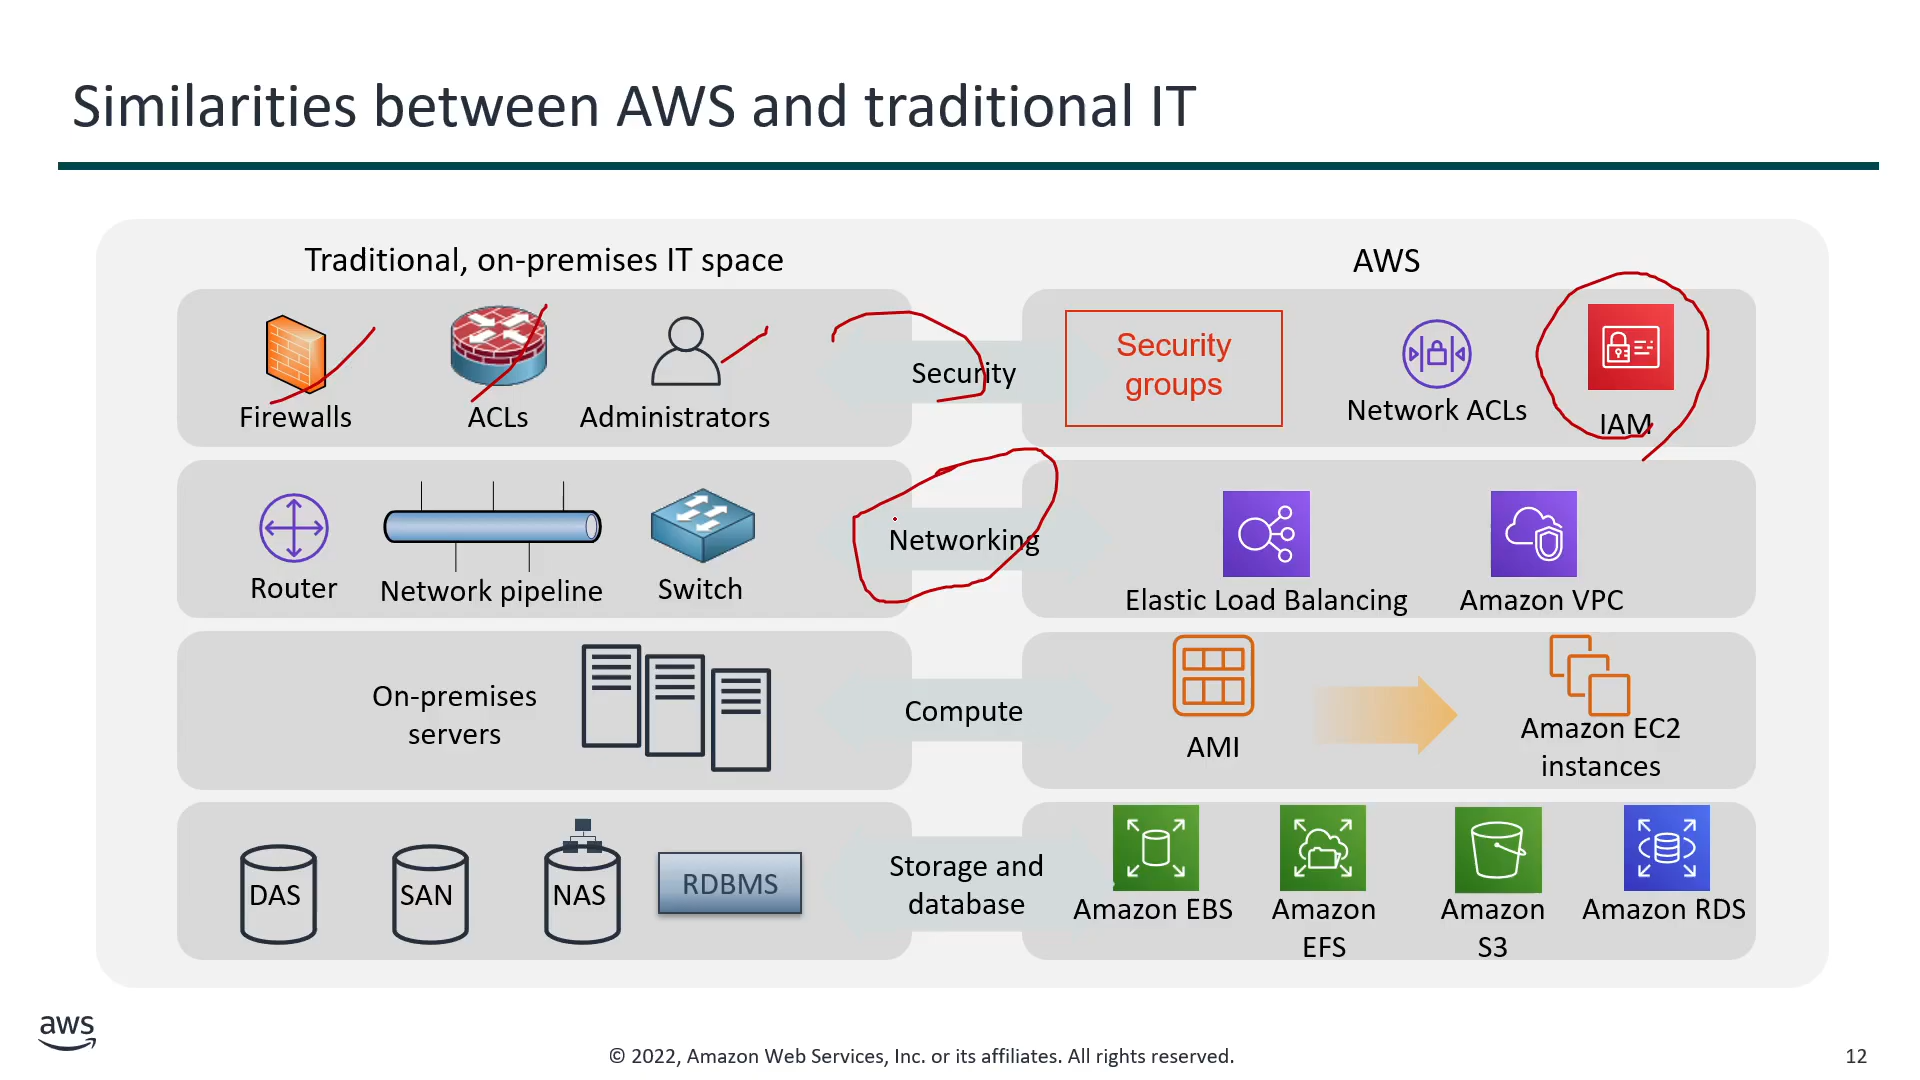 Similarities between AWS and traditional IT
Traditional, on-premises IT space
AWS
Firewalls
ACLs
Administrators
Security
Security
groups
Network ACLs
IAM
Router
Network pipeline
Switch
Networking
Elastic Load Balancing
Amazon VPC
On-premises
servers
Compute
AMI
Amazon EC2
instances
DAS
SAN
NAS
RDBMS
Storage and
database
Amazon EBS
Amazon
EFS
Amazon
S3
Amazon RDS
aws
© 2022, Amazon Web Services, Inc. or its affiliates. All rights reserved.
12